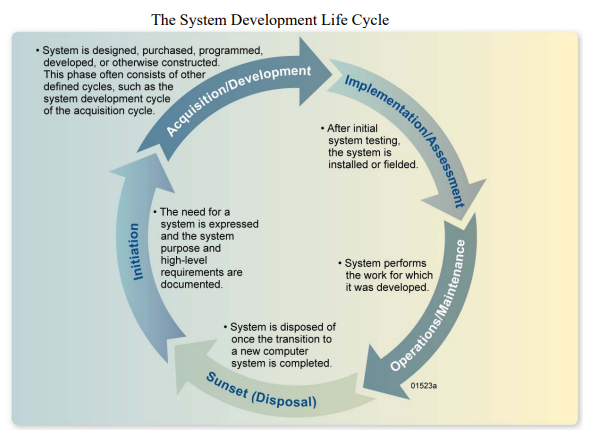 The System Development Life Cycle
• System is designed, purchased, programmed,
developed, or otherwise constructed.
This phase often consists of other
defined cycles, such as the
system development cycle
of the acquisition cycle.
Acquisition/Development
Implementation/Assessment
• After initial
system testing,
the system is
installed or fielded.
Initiation
• The need for a
system is expressed
and the system
purpose and
high-level
requirements are
documented.
• System performs
the work for which
it was developed.
Operations/Maintenance
• System is disposed of
once the transition to
a new computer
system is completed.
Sunset (Disposal)
01523a